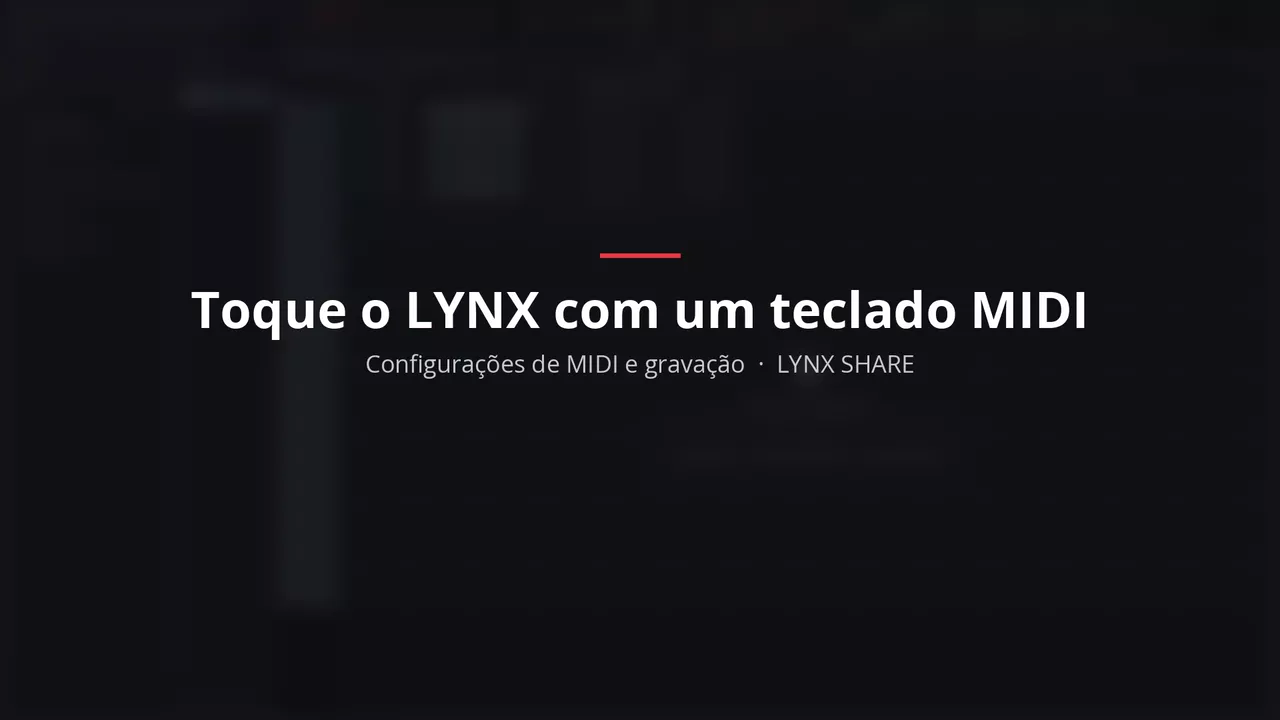 Toque o LYNX com um teclado MIDI
Configurações de MIDI e gravação · LYNX SHARE